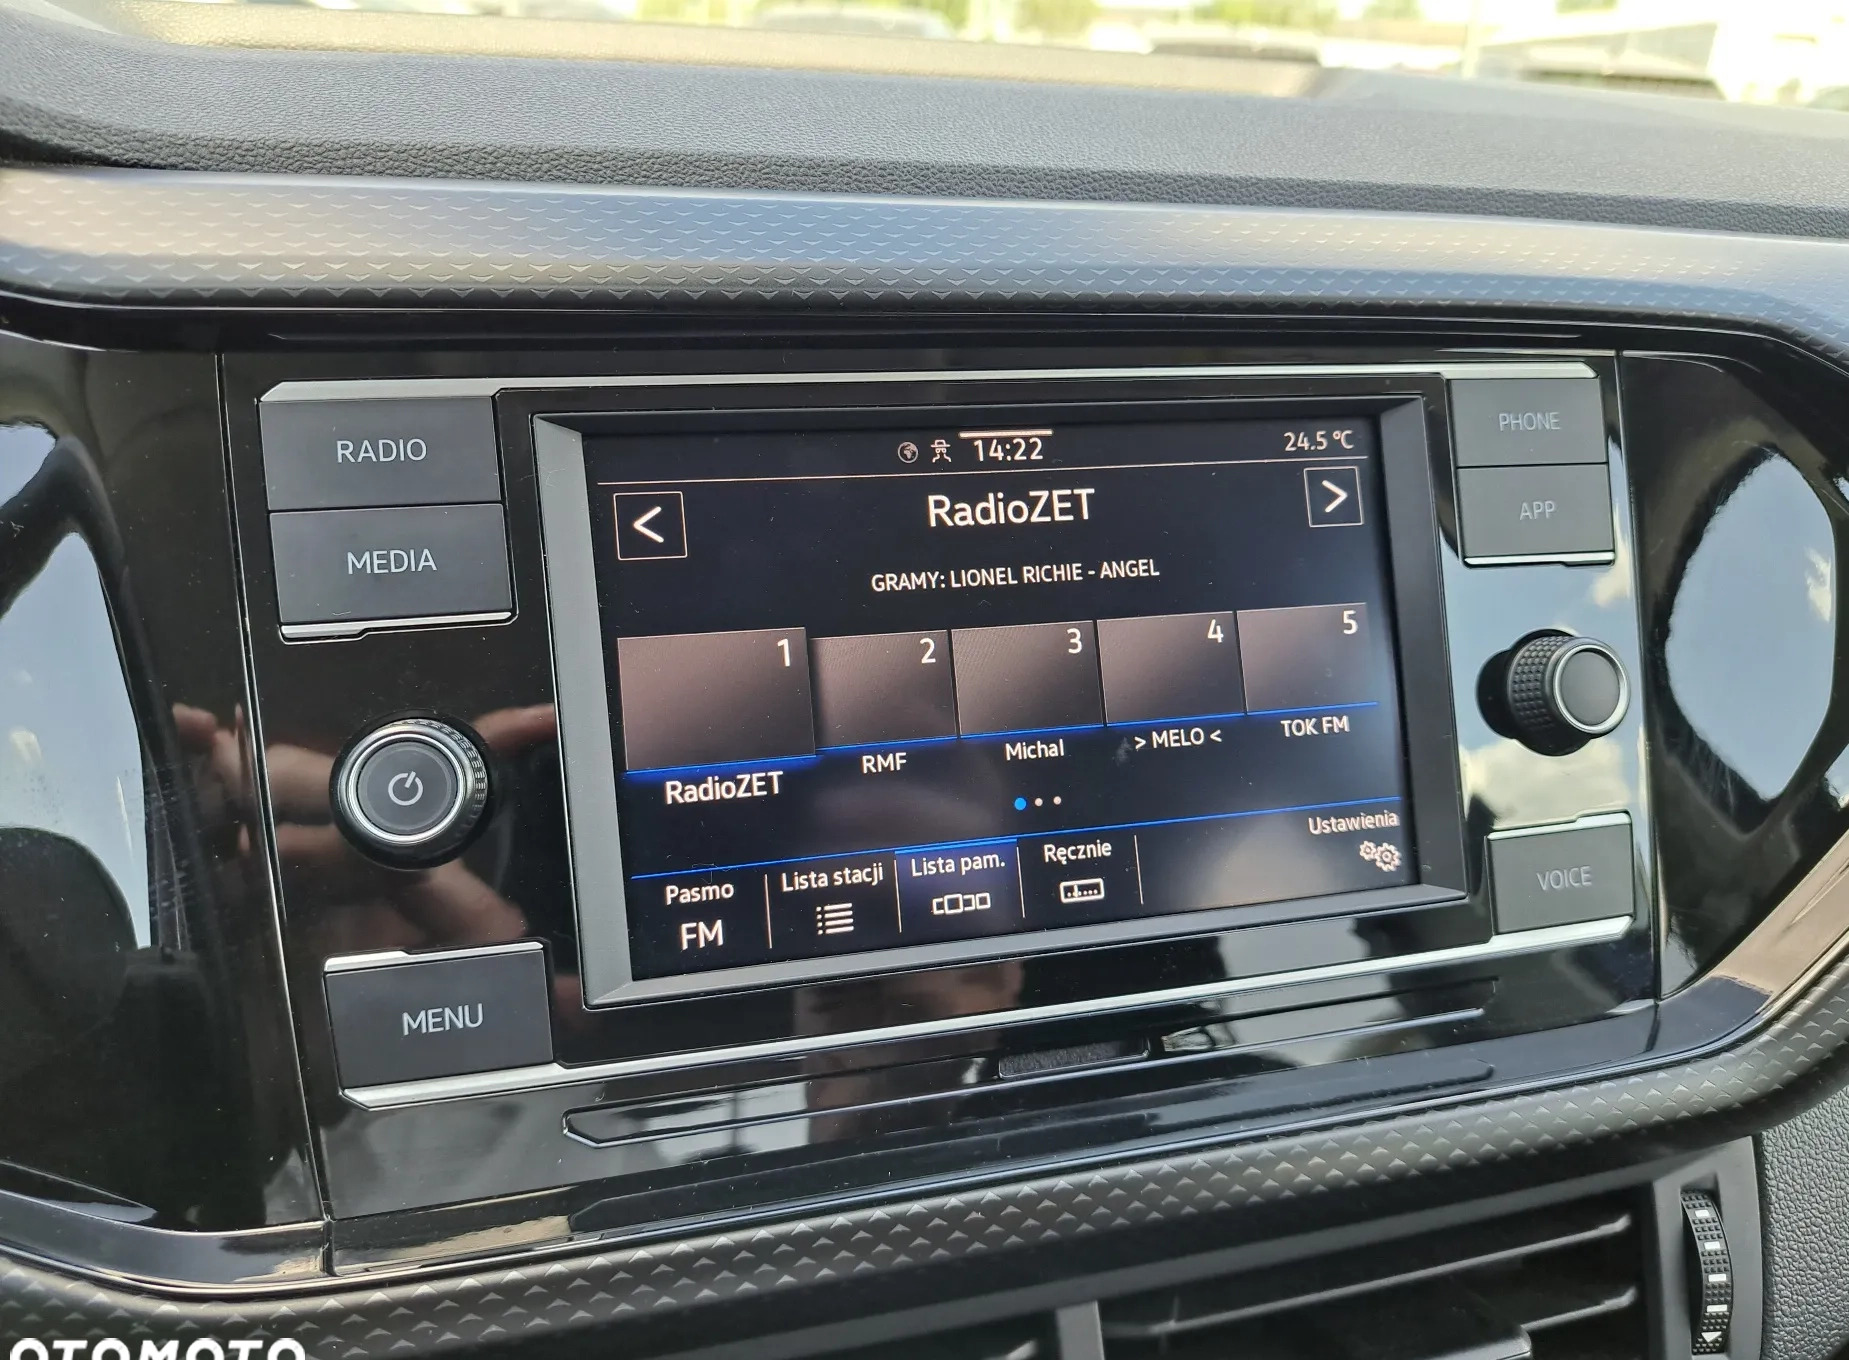 RADIO
MEDIA
MENU
14:22
24.5 ℃
<
RadioZET
>
GRAMY: LIONEL RICHIE - ANGEL
1 2 3 4 5
RadioZET RMF Michal > MELO < TOK FM
Pasmo Lista stacji Lista pam. Ręcznie Ustawienia
FM
PHONE
APP
VOICE
OTOMOTO